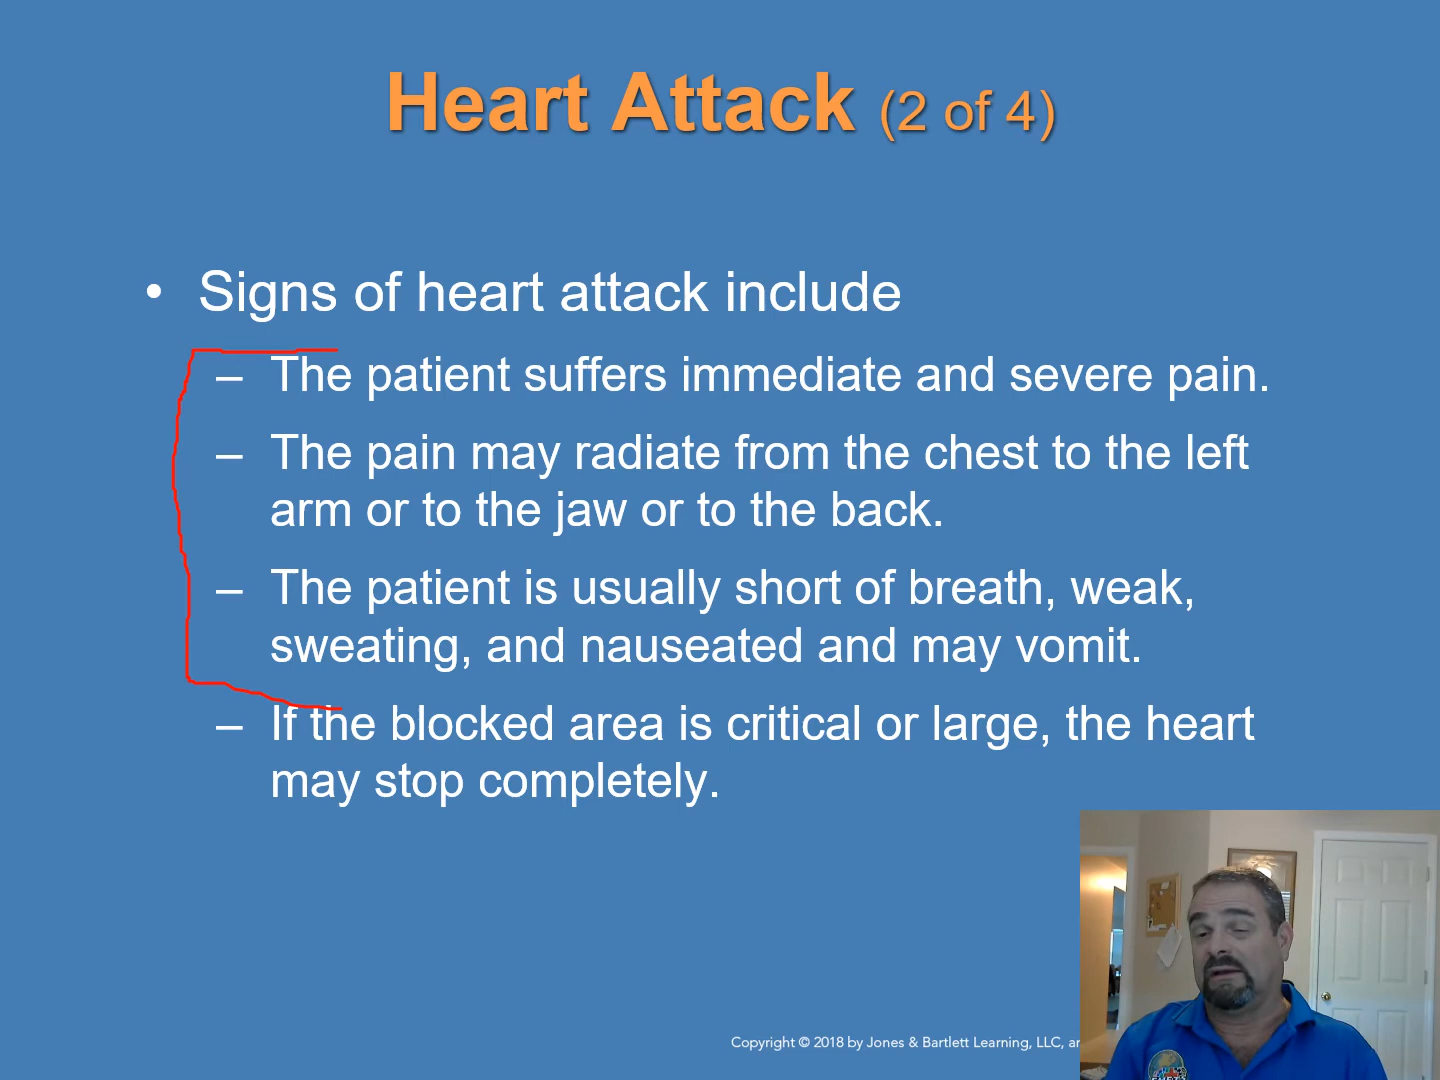 Heart Attack (2 of 4)
• Signs of heart attack include
– The patient suffers immediate and severe pain.
– The pain may radiate from the chest to the left
arm or to the jaw or to the back.
– The patient is usually short of breath, weak,
sweating, and nauseated and may vomit.
– If the blocked area is critical or large, the heart
may stop completely.
Copyright © 2018 by Jones & Bartlett Learning, LLC,